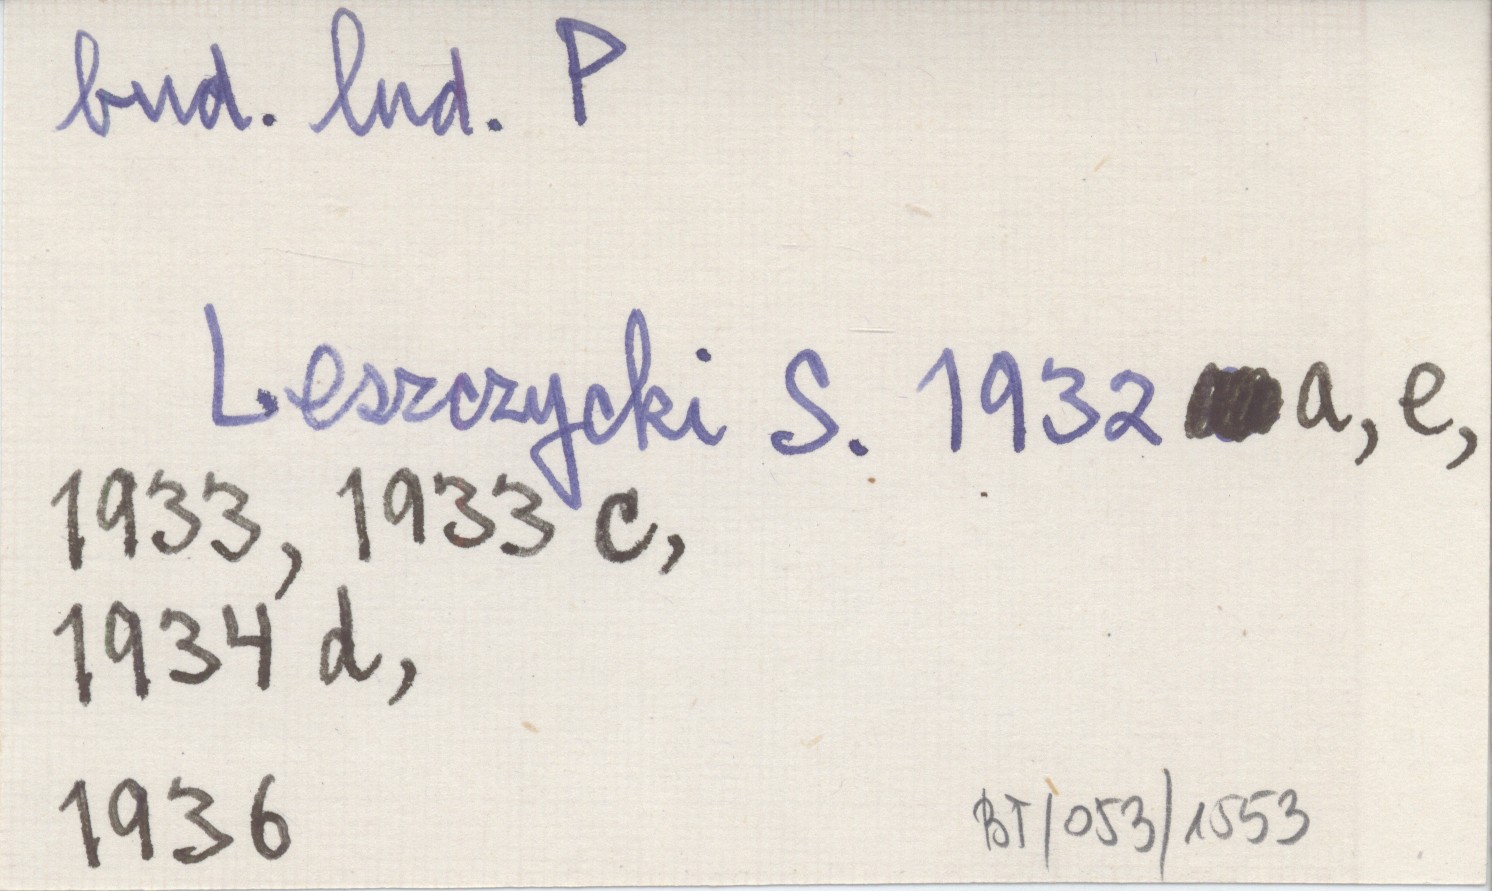 bud. lud. P
Leszczycki S. 1932 a, e,
1933, 1933 c,
1934 d,
1936
BT/053/1553